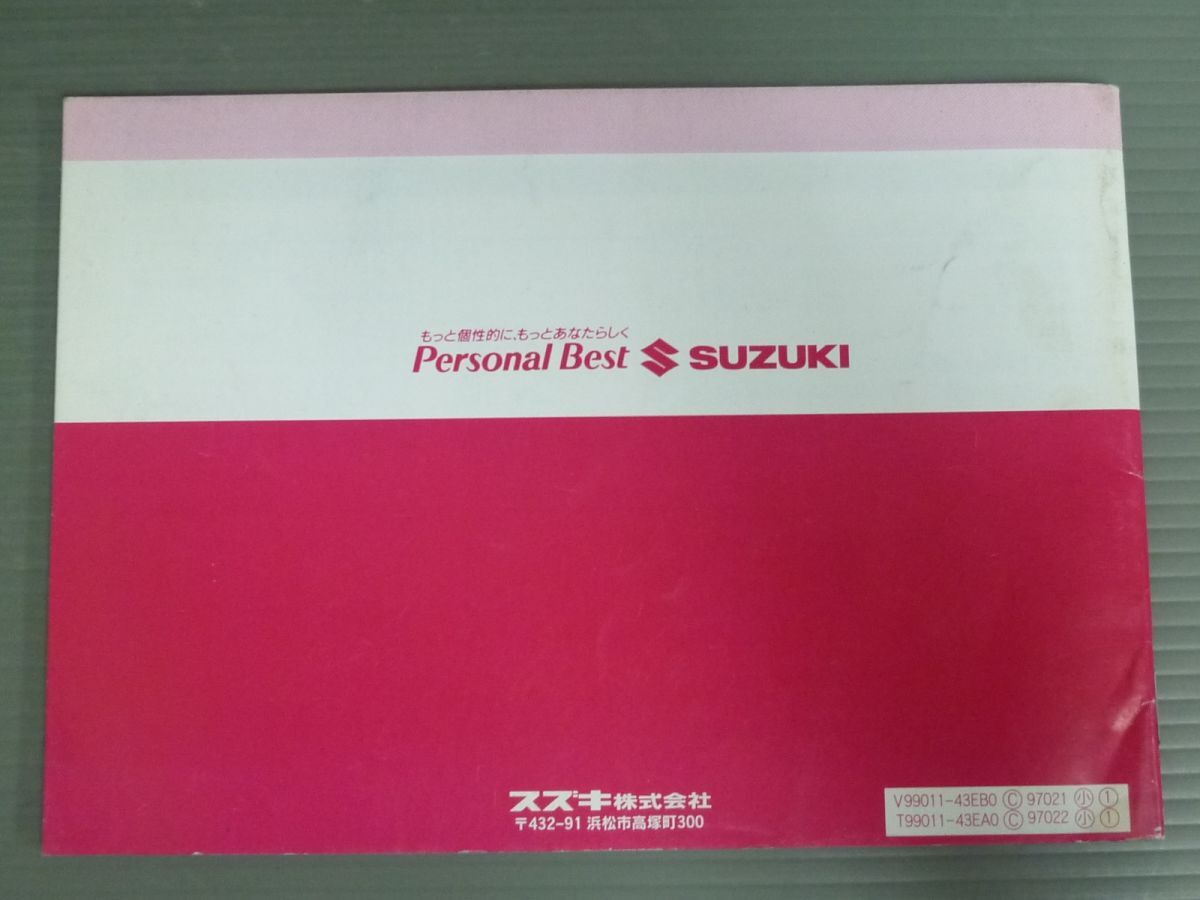 もっと個性的に、もっとあなたらしく
Personal Best SUZUKI
スズキ株式会社
〒432-91 浜松市高塚町300
V99011-43EB0 Ⓒ 97021 ㊙小 ①
T99011-43EA0 Ⓒ 97022 小 ①